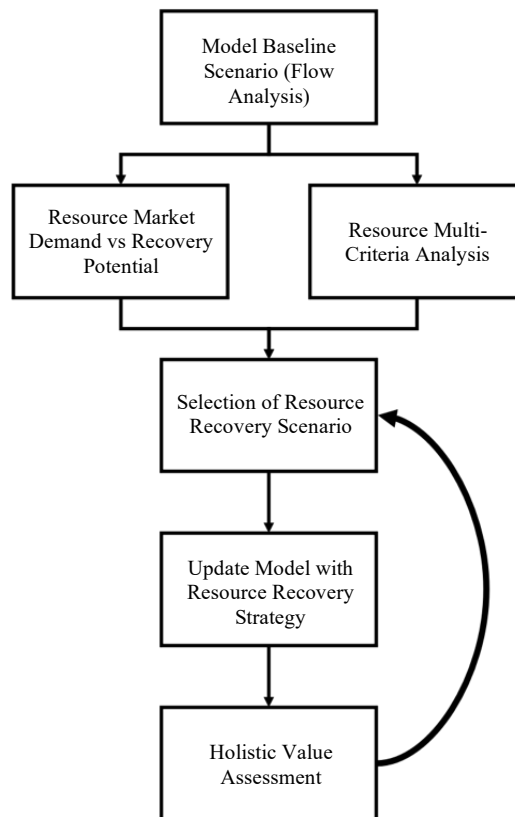 Model Baseline
Scenario (Flow
Analysis)
Resource Market
Demand vs Recovery
Potential
Resource Multi-
Criteria Analysis
Selection of Resource
Recovery Scenario
Update Model with
Resource Recovery
Strategy
Holistic Value
Assessment